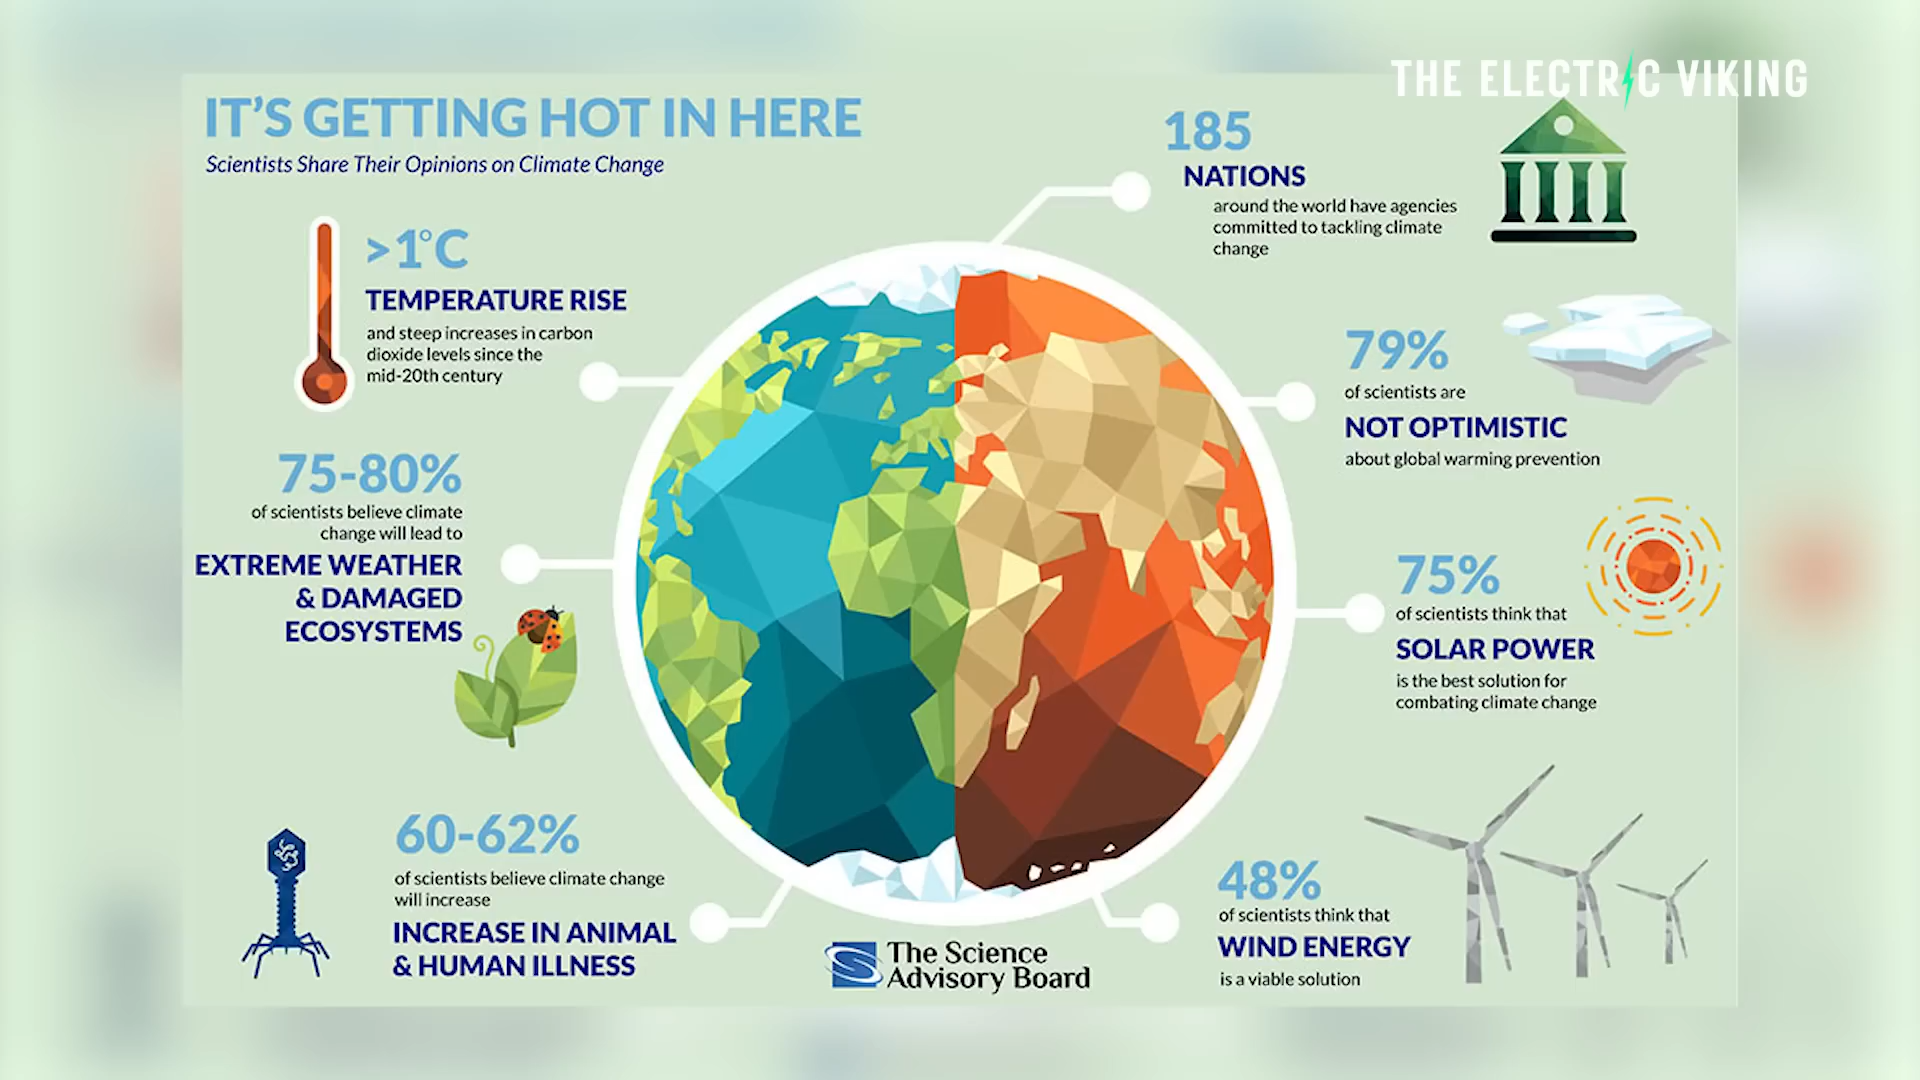 THE ELECTRIC VIKING
IT'S GETTING HOT IN HERE
Scientists Share Their Opinions on Climate Change
>1°C
TEMPERATURE RISE
and steep increases in carbon
dioxide levels since the
mid-20th century
75-80%
of scientists believe climate
change will lead to
EXTREME WEATHER
& DAMAGED
ECOSYSTEMS
60-62%
of scientists believe climate change
will increase
INCREASE IN ANIMAL
& HUMAN ILLNESS
185
NATIONS
around the world have agencies
committed to tackling climate
change
79%
of scientists are
NOT OPTIMISTIC
about global warming prevention
75%
of scientists think that
SOLAR POWER
is the best solution for
combating climate change
48%
of scientists think that
WIND ENERGY
is a viable solution
The Science
Advisory Board